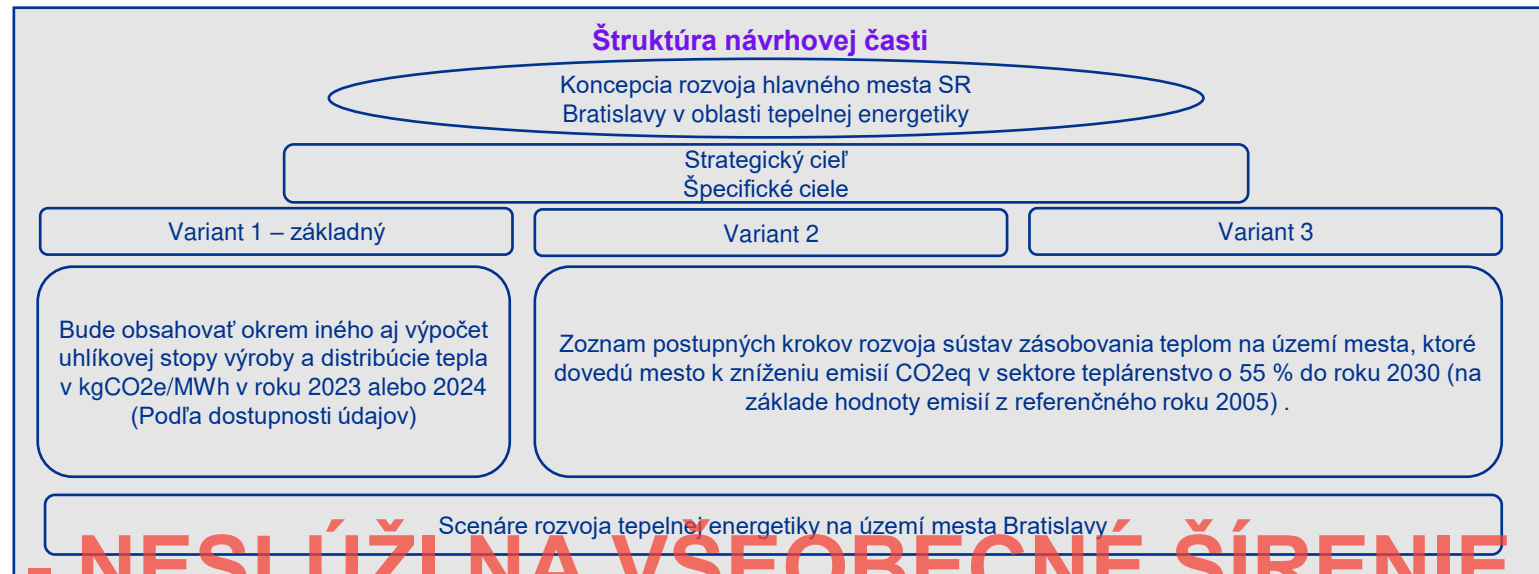 Štruktúra návrhovej časti
Koncepcia rozvoja hlavného mesta SR
Bratislavy v oblasti tepelnej energetiky
Strategický cieľ
Špecifické ciele
Variant 1 – základný
Variant 2
Variant 3
Bude obsahovať okrem iného aj výpočet
uhlíkovej stopy výroby a distribúcie tepla
v kgCO2e/MWh v roku 2023 alebo 2024
(Podľa dostupnosti údajov)
Zoznam postupných krokov rozvoja sústav zásobovania teplom na území mesta, ktoré
dovedú mesto k zníženiu emisií CO2eq v sektore teplárenstvo o 55 % do roku 2030 (na
základe hodnoty emisií z referenčného roku 2005) .
Scenáre rozvoja tepelnej energetiky na území mesta Bratislavy
- NESLÚŽI NA VŠEOBECNÉ ŠÍRENIE